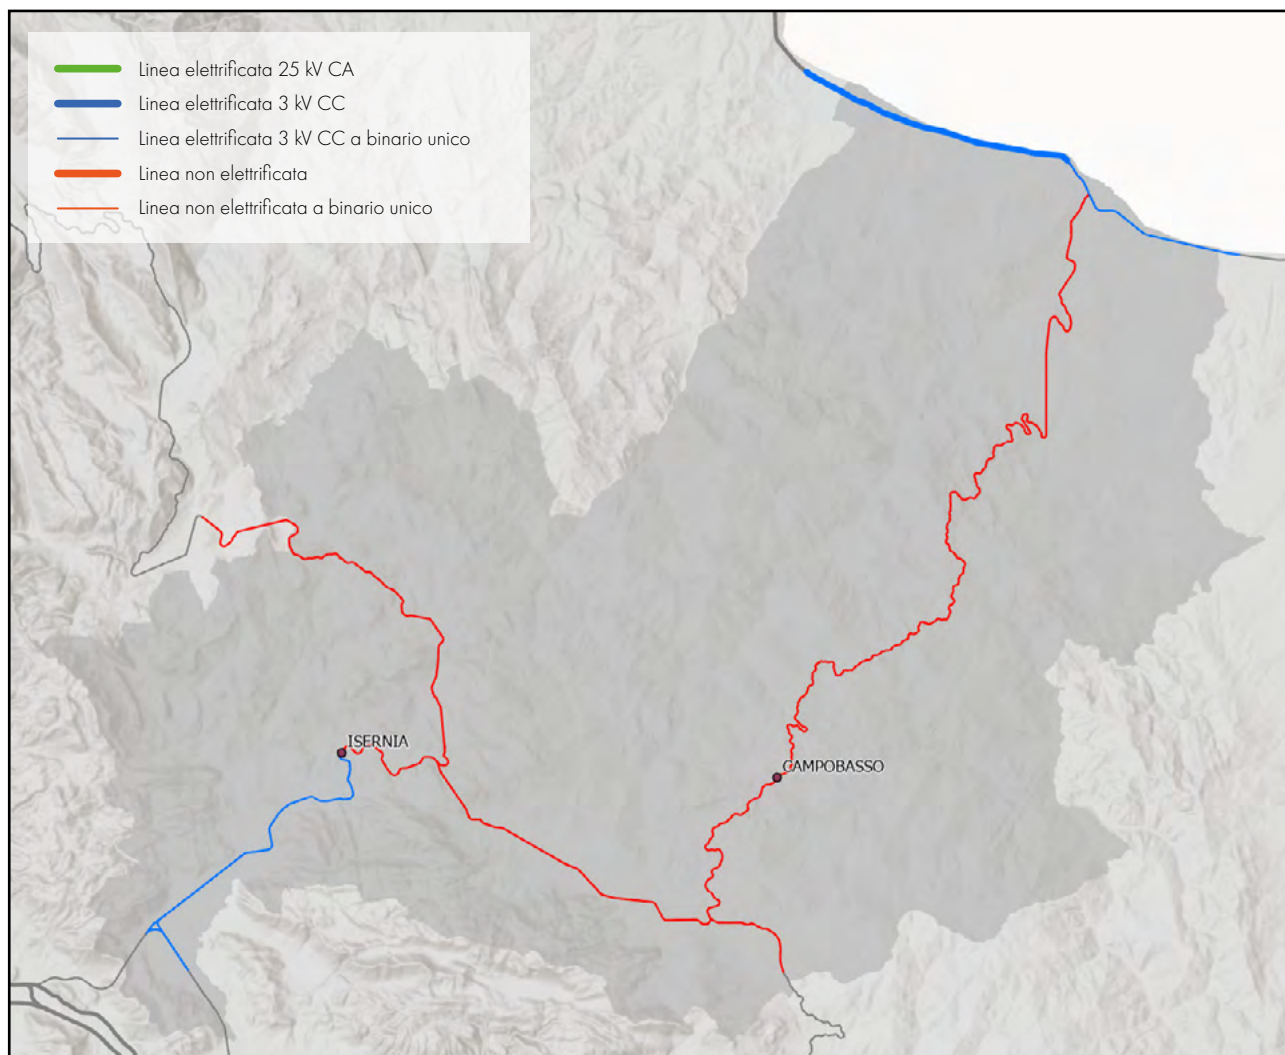 Linea elettrificata 25 kV CA
Linea elettrificata 3 kV CC
Linea elettrificata 3 kV CC a binario unico
Linea non elettrificata
Linea non elettrificata a binario unico
ISERNIA
CAMPOBASSO